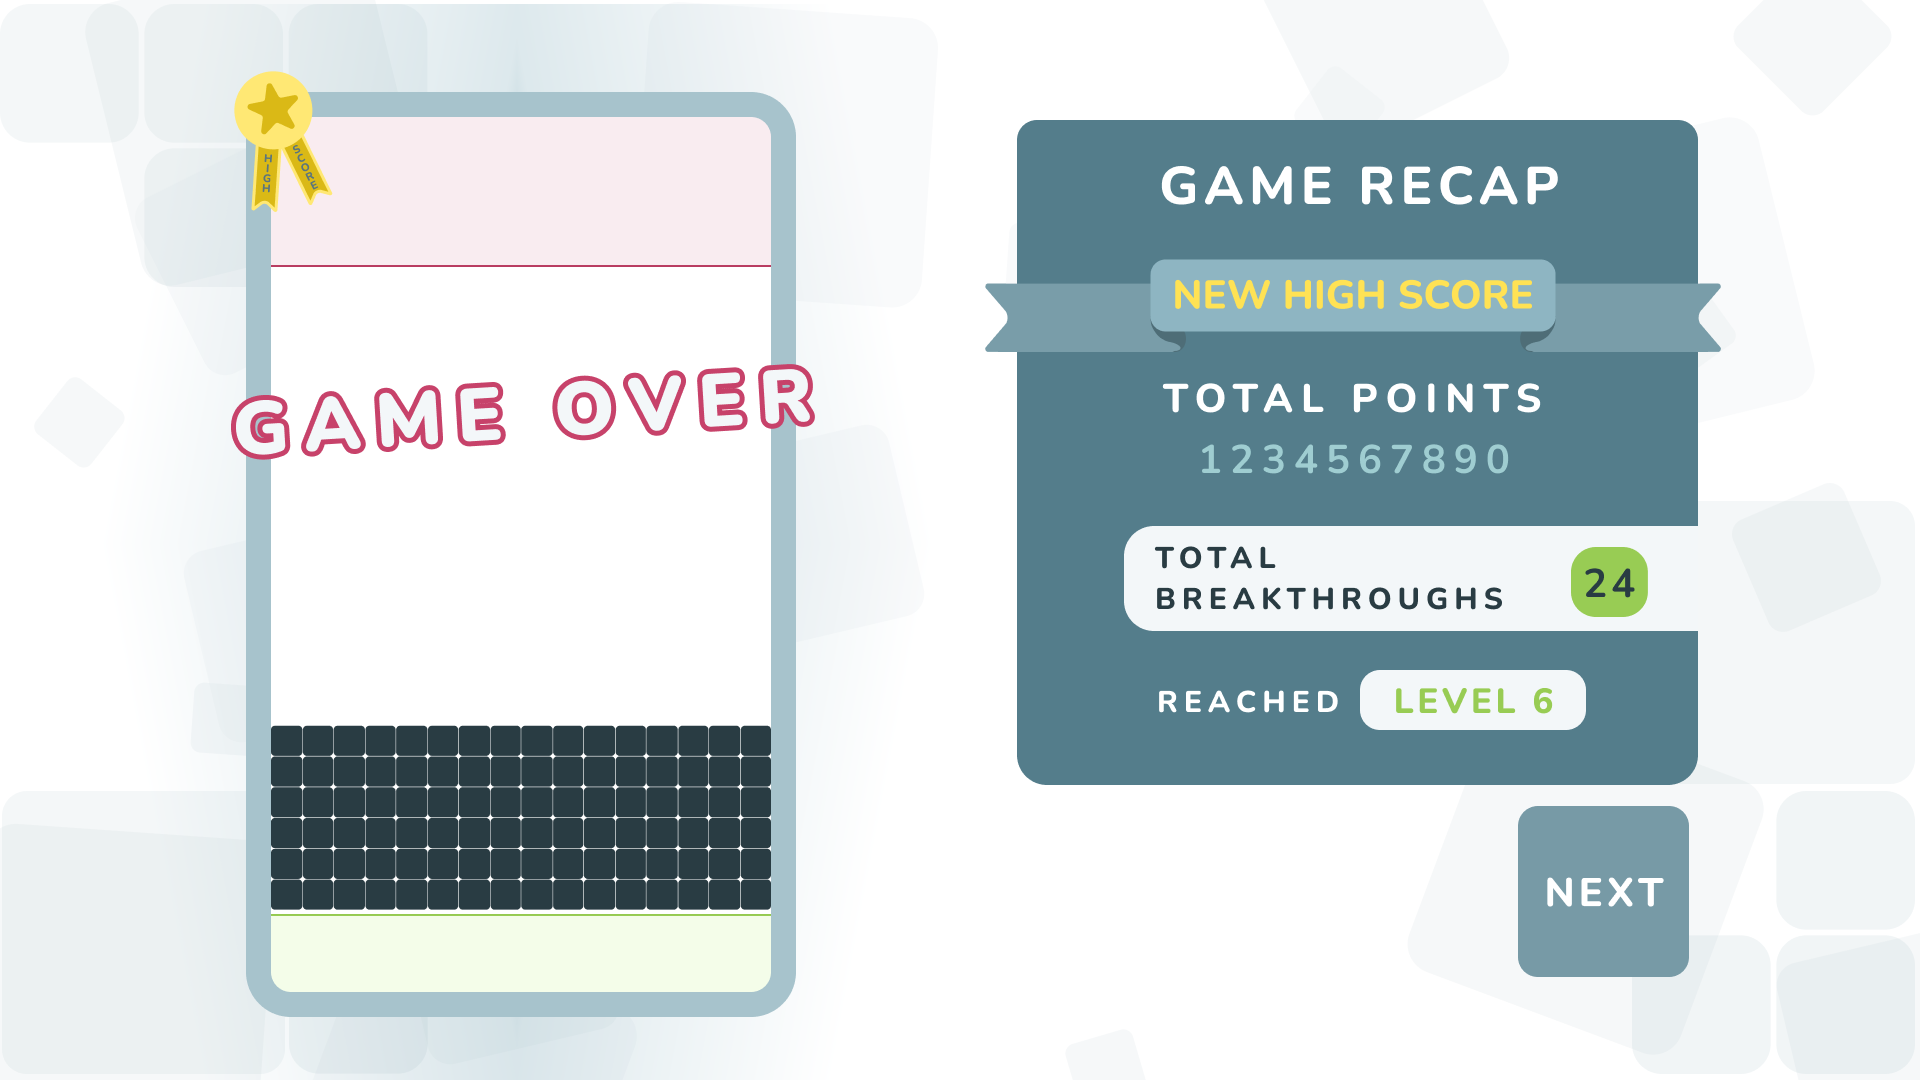 HIGH
SCORE
GAME OVER
GAME RECAP
NEW HIGH SCORE
TOTAL POINTS
1234567890
TOTAL
BREAKTHROUGHS
24
REACHED LEVEL 6
NEXT